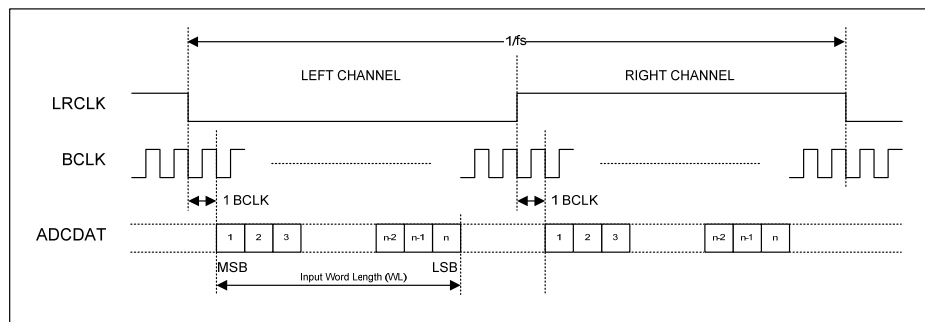 1/fs
LEFT CHANNEL
RIGHT CHANNEL
LRCLK
BCLK
1 BCLK
1 BCLK
ADCDAT
1 2 3 n-2 n-1 n
1 2 3 n-2 n-1 n
MSB
LSB
Input Word Length (WL)